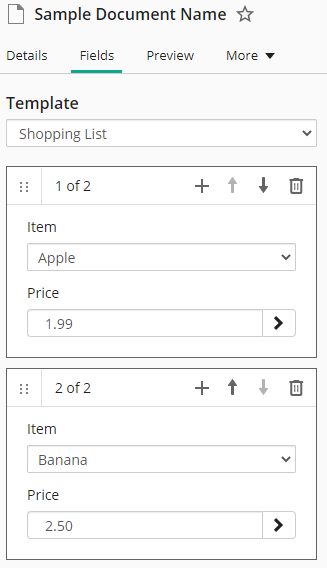 Sample Document Name
Details Fields Preview More
Template
Shopping List
1 of 2
Item
Apple
Price
1.99
2 of 2
Item
Banana
Price
2.50